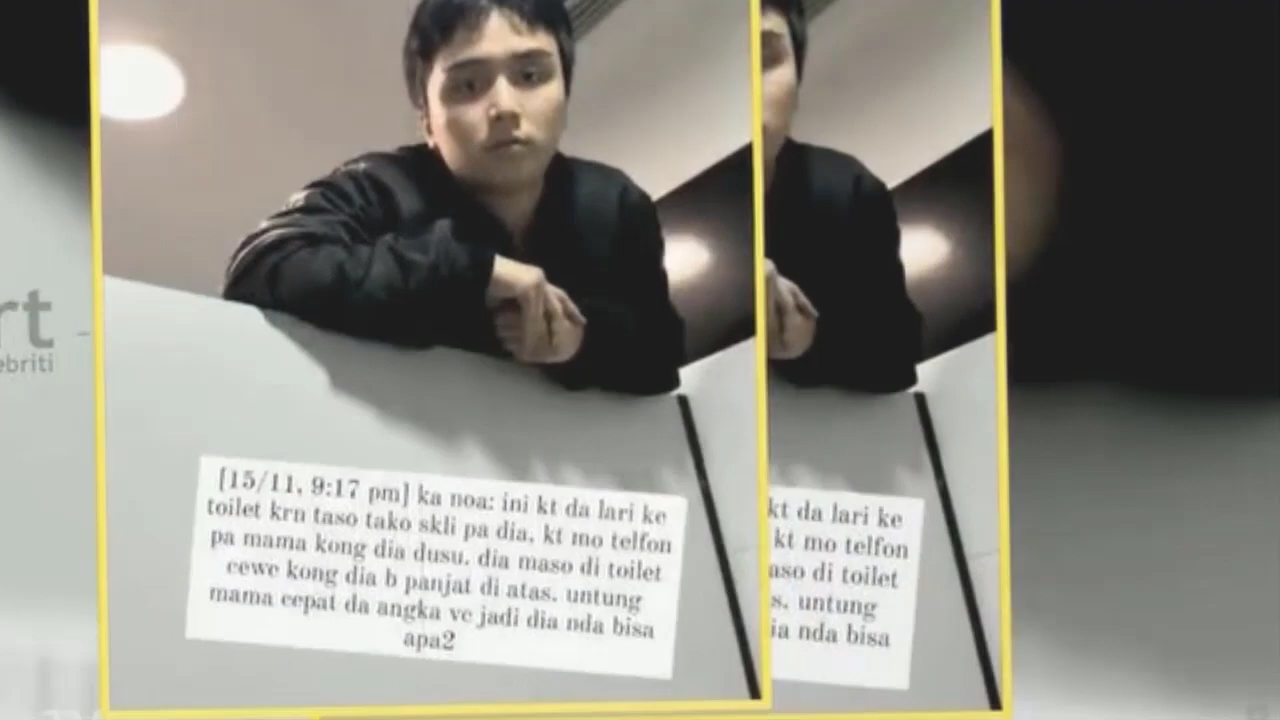 rt
ebriti
[15/11, 9:17 pm] ka noa: ini kt da lari ke
toilet krn taso tako skli pa dia, kt mo telfon
pa mama kong dia dusu. dia maso di toilet
cewe kong dia b panjat di atas. untung
mama cepat da angka vc jadi dia nda bisa
apa2
kt da lari ke
kt mo telfon
aso di toilet
s. untung
ia nda bisa